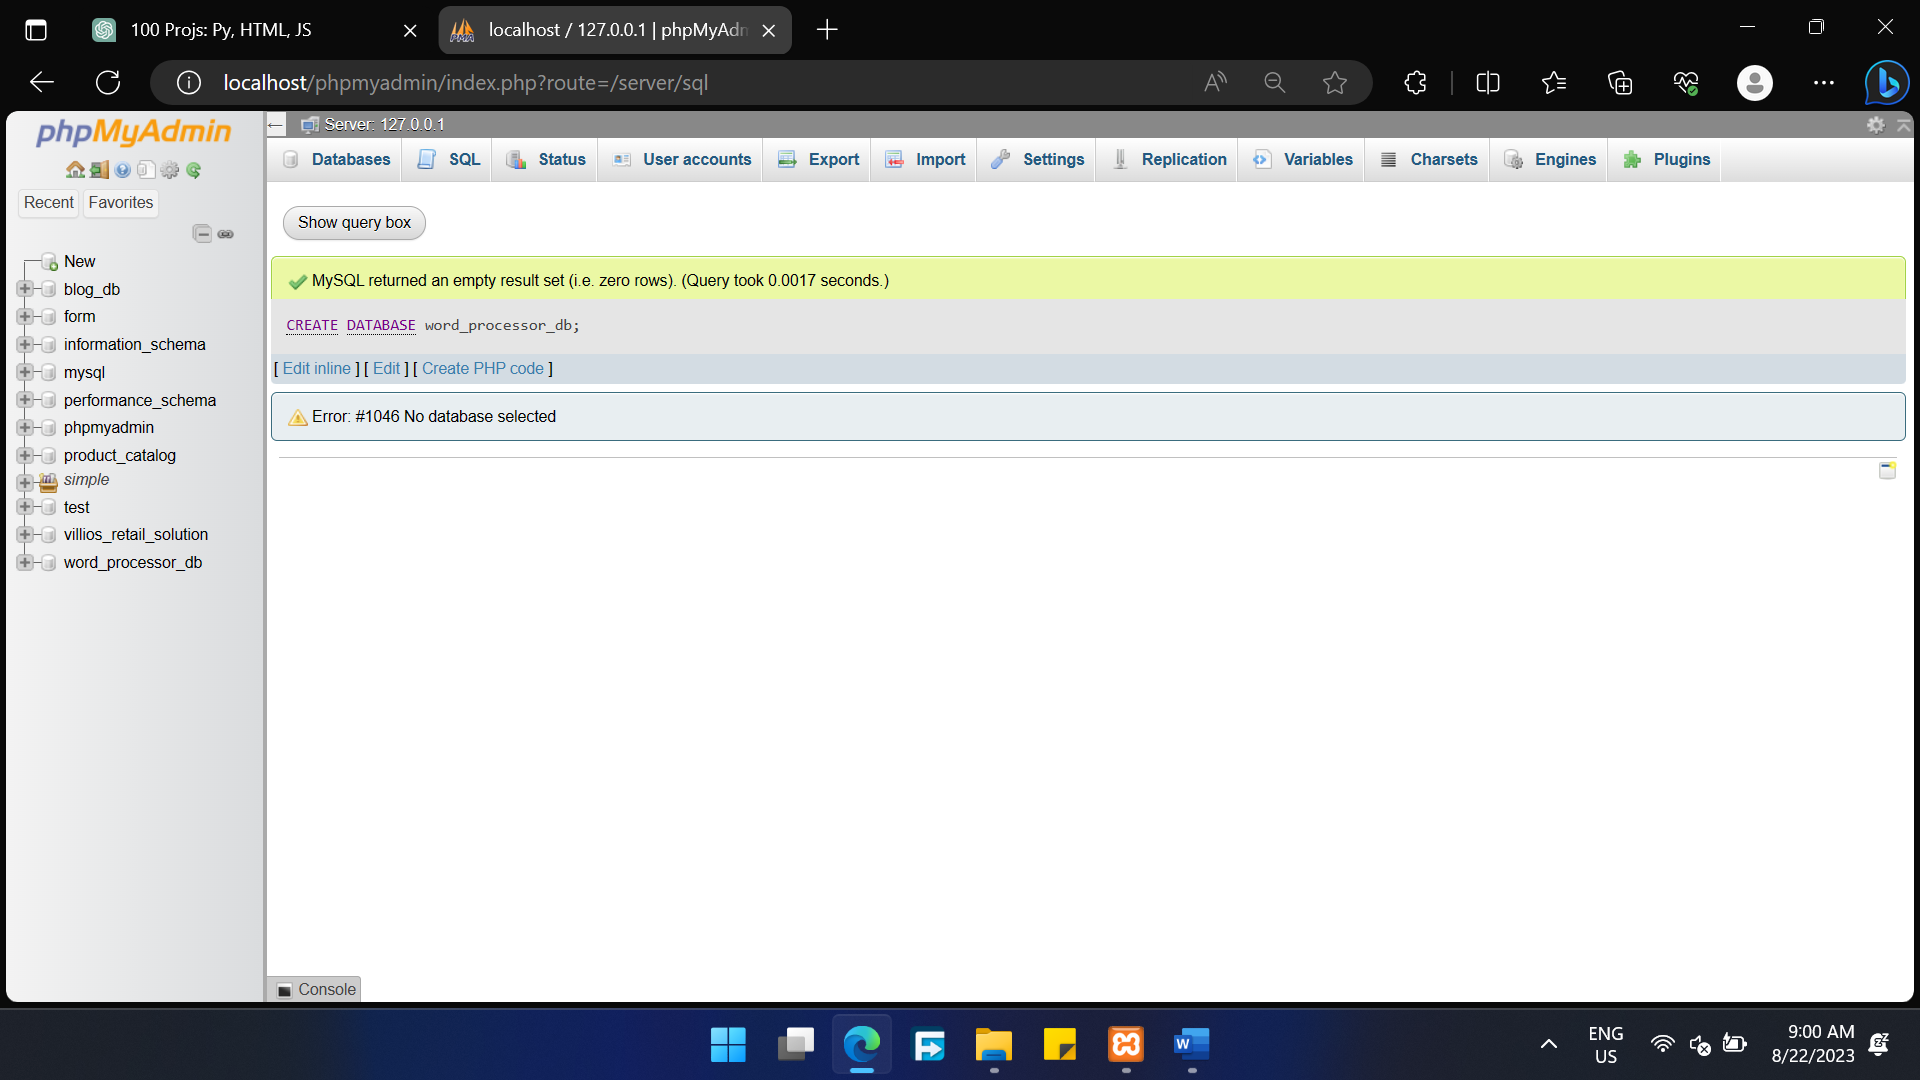 100 Projs: Py, HTML, JS
localhost / 127.0.0.1 | phpMyAdm
localhost/phpmyadmin/index.php?route=/server/sql
phpMyAdmin
Recent
Favorites
New
blog_db
form
information_schema
mysql
performance_schema
phpmyadmin
product_catalog
simple
test
villios_retail_solution
word_processor_db
Server: 127.0.0.1
Databases
SQL
Status
User accounts
Export
Import
Settings
Replication
Variables
Charsets
Engines
Plugins
Show query box
MySQL returned an empty result set (i.e. zero rows). (Query took 0.0017 seconds.)
CREATE DATABASE word_processor_db;
[ Edit inline ] [ Edit ] [ Create PHP code ]
Error: #1046 No database selected
Console
ENG
US
9:00 AM
8/22/2023